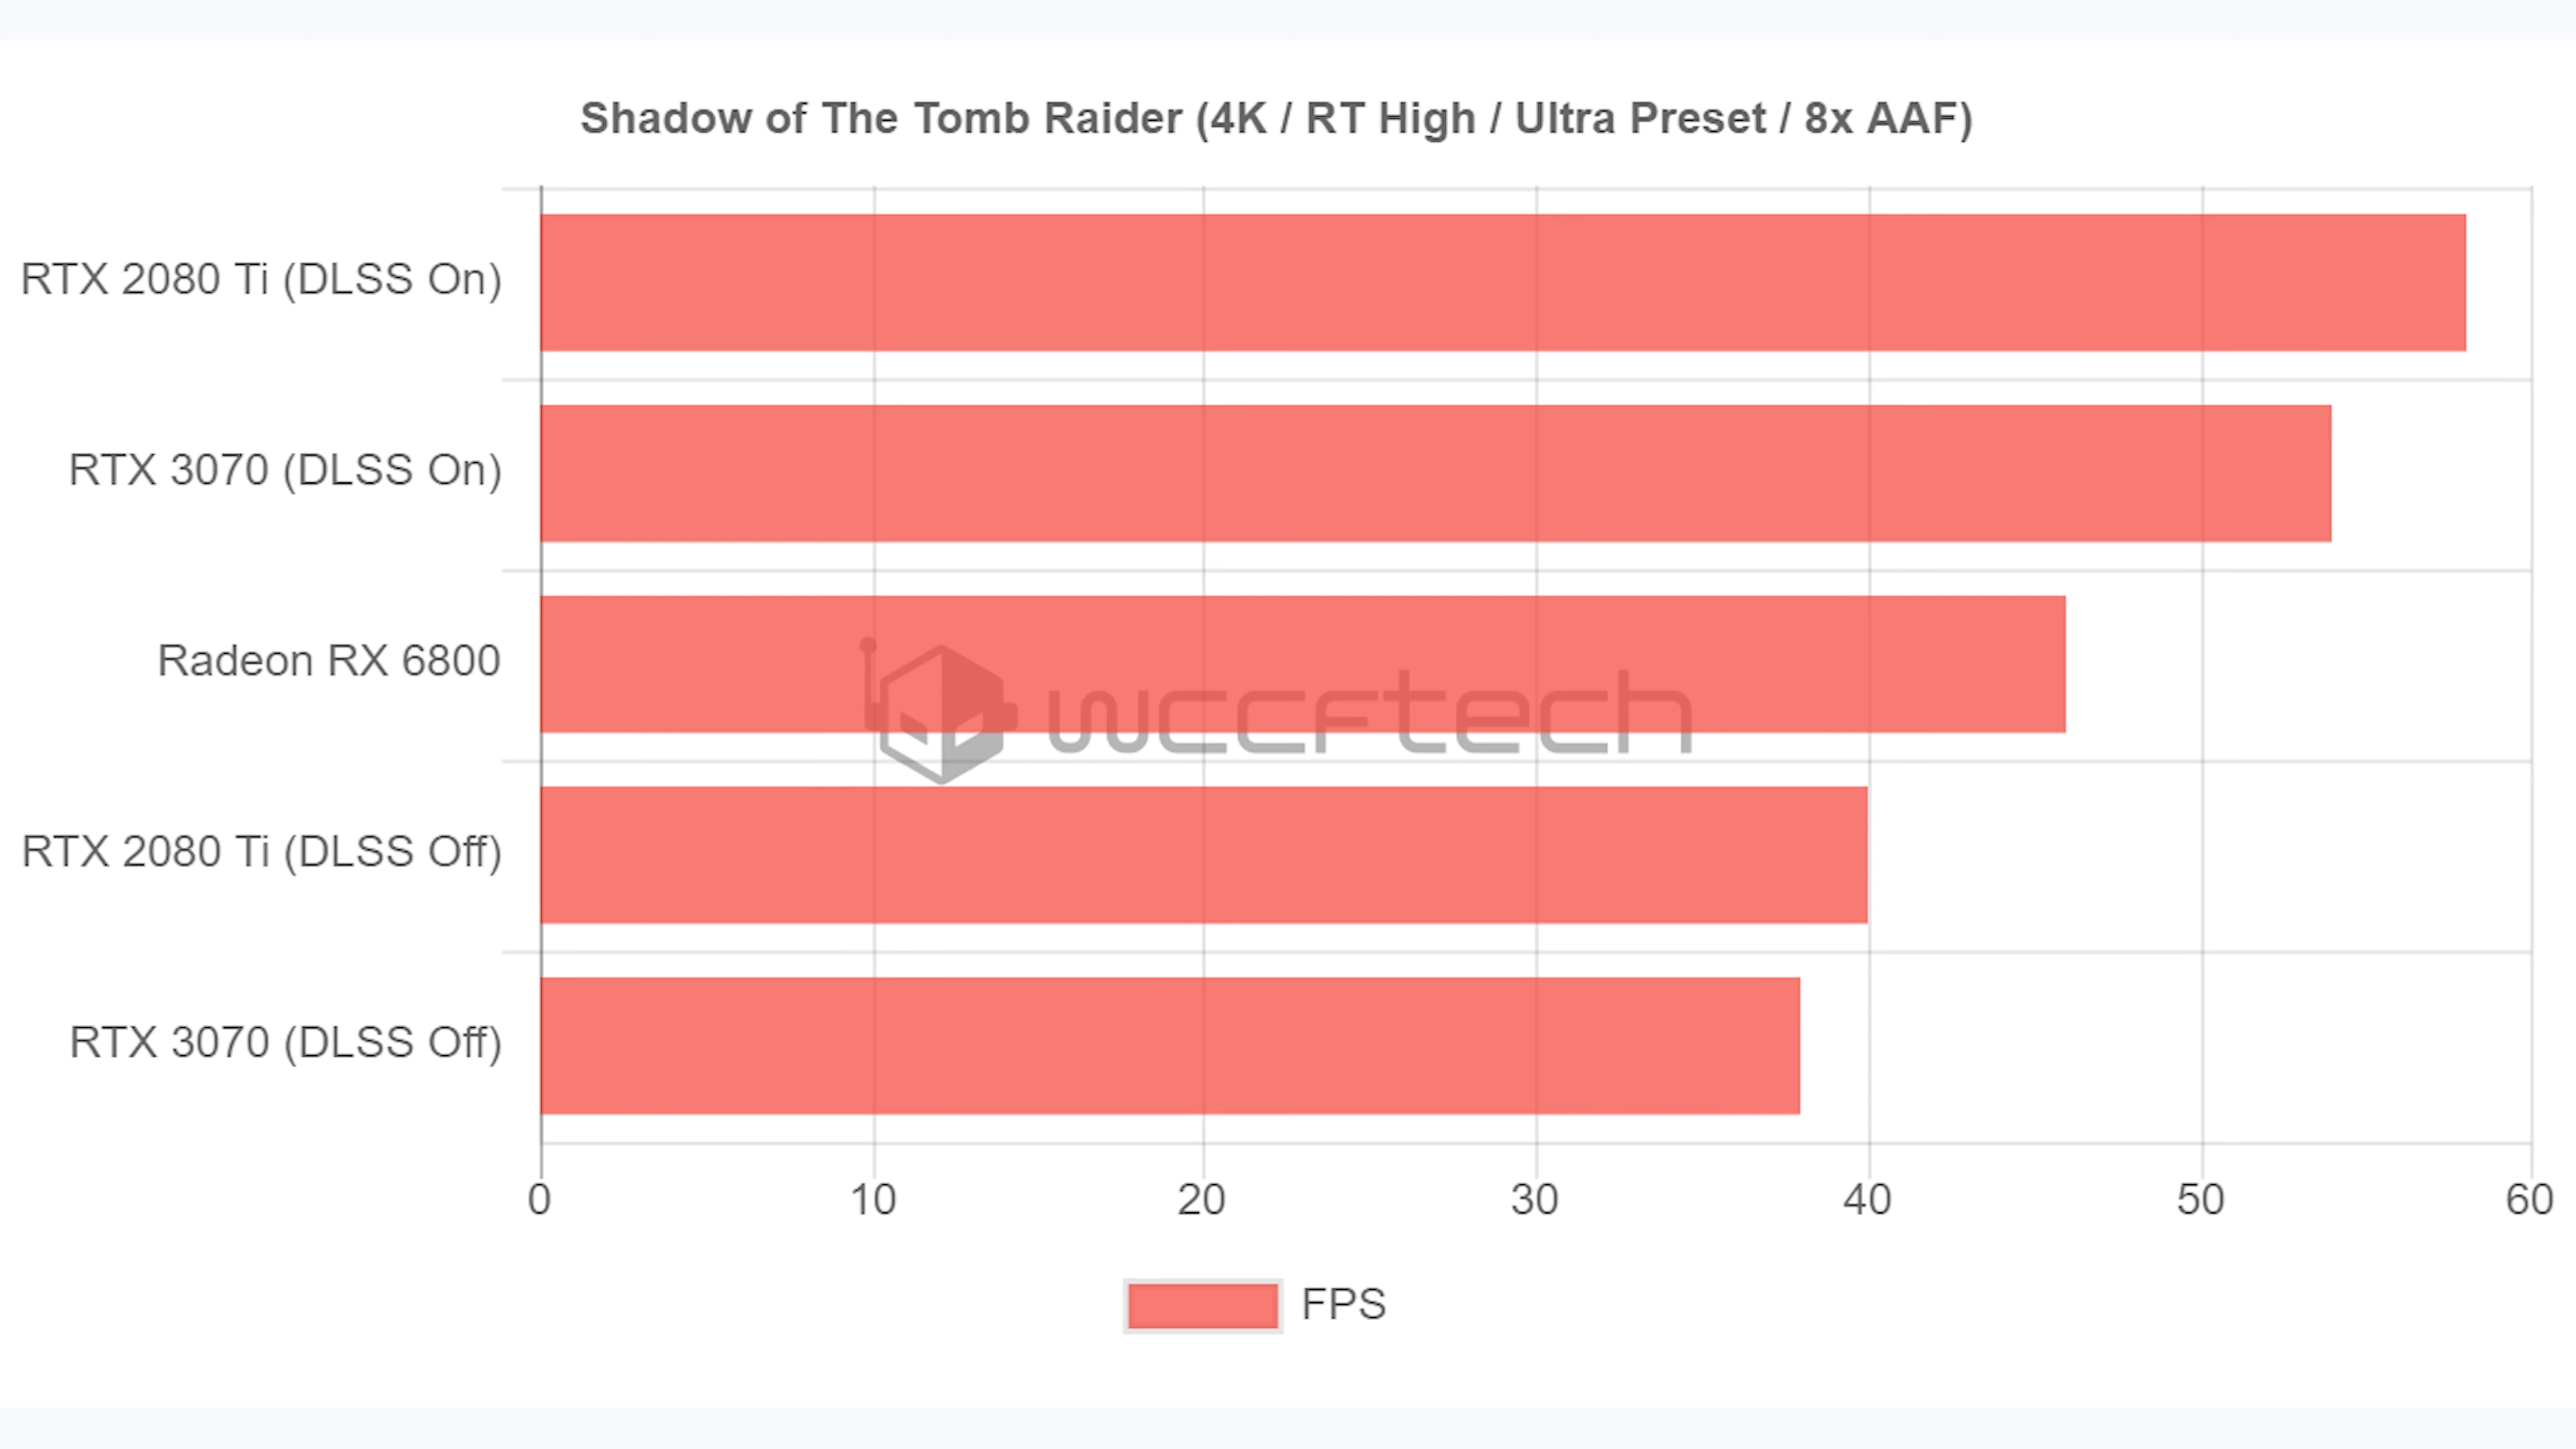 Shadow of The Tomb Raider (4K / RT High / Ultra Preset / 8x AAF)
RTX 2080 Ti (DLSS On)
RTX 3070 (DLSS On)
Radeon RX 6800
wccftech
RTX 2080 Ti (DLSS Off)
RTX 3070 (DLSS Off)
0 10 20 30 40 50 60
FPS